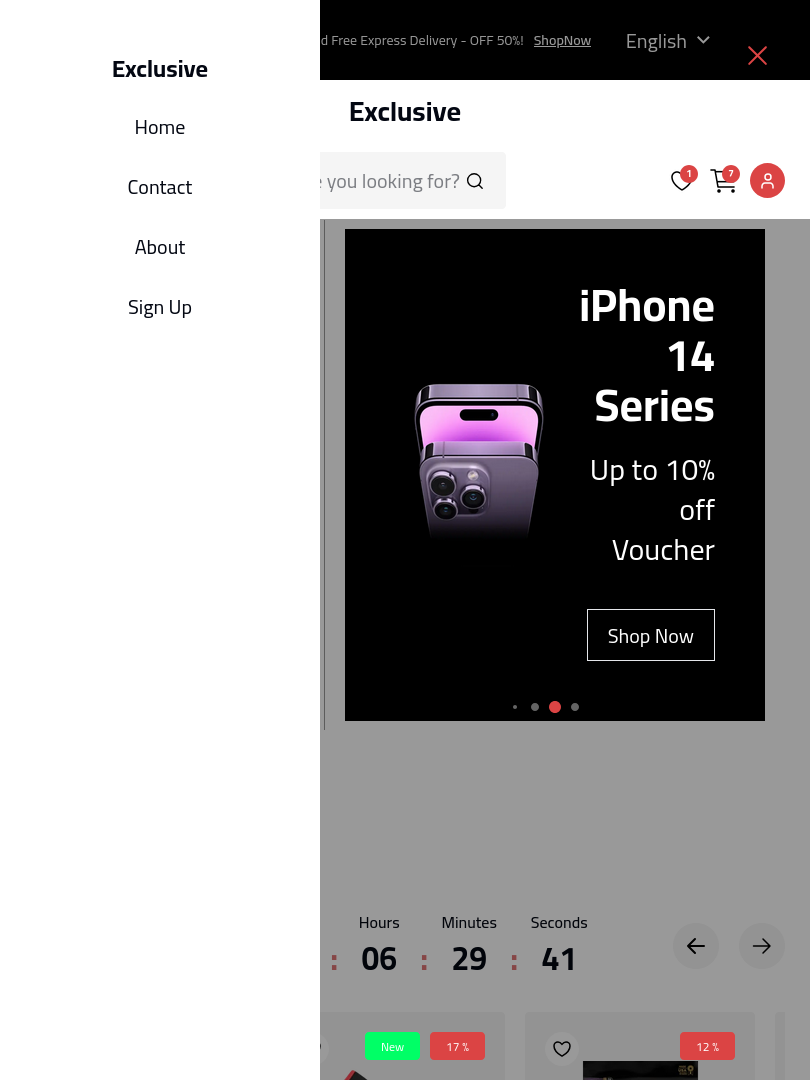 d Free Express Delivery - OFF 50%! ShopNow English
Exclusive
Home
Contact
About
Sign Up
Exclusive
you looking for?
1
7
iPhone
14
Series
Up to 10%
off
Voucher
Shop Now
Hours Minutes Seconds
: 06 : 29 : 41
New 17 % 12 %